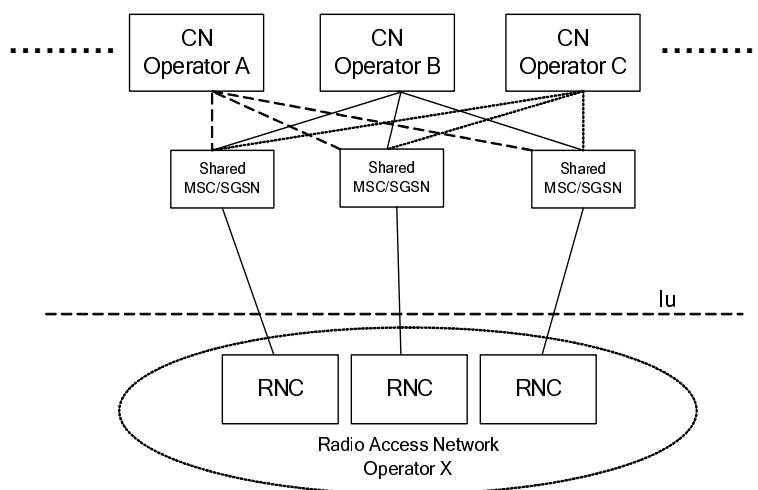 CN
Operator A
CN
Operator B
CN
Operator C
Shared
MSC/SGSN
Shared
MSC/SGSN
Shared
MSC/SGSN
Iu
RNC
RNC
RNC
Radio Access Network
Operator X